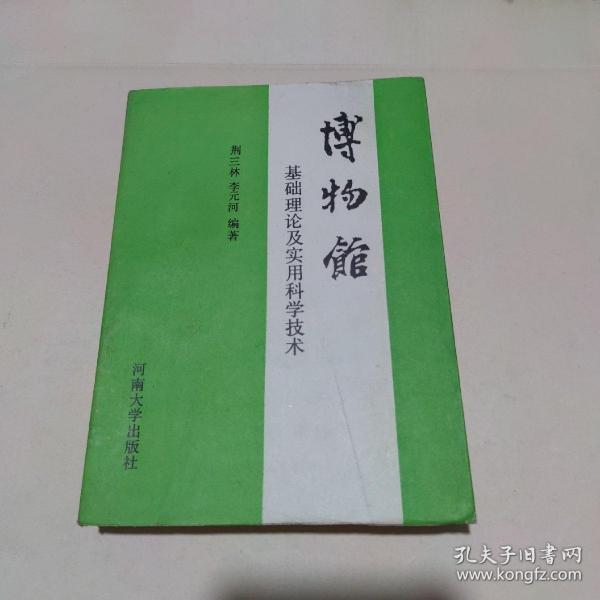 博物館
基础理论及实用科学技术
荆三林 李元河 编著
河南大学出版社
孔夫子旧书网
www.kongfz.com